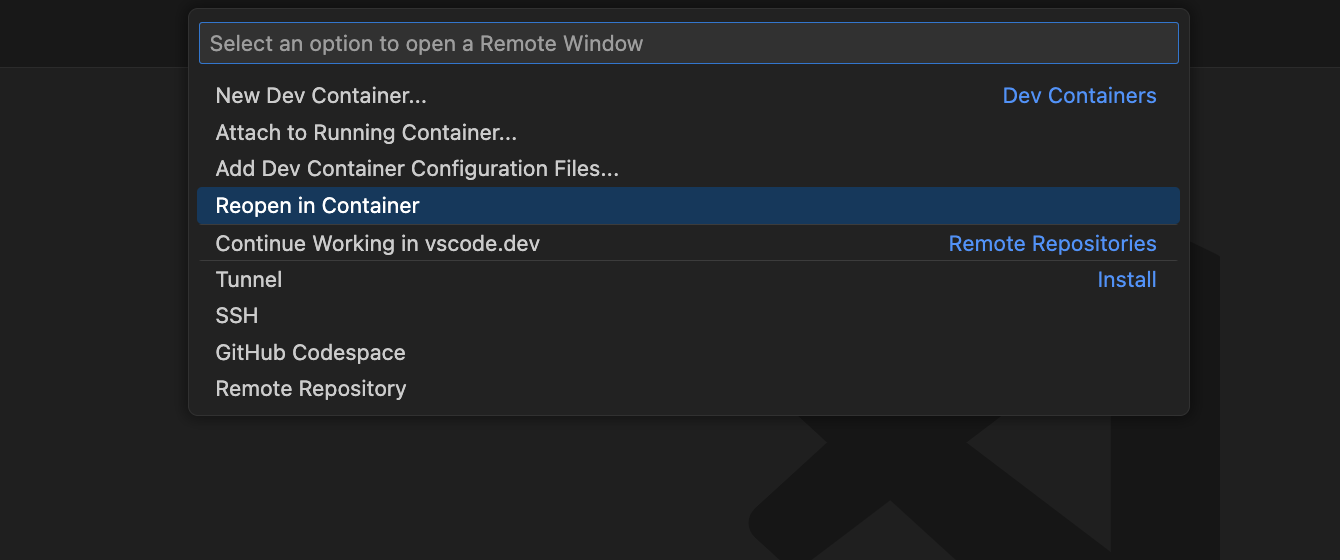 Select an option to open a Remote Window
New Dev Container... Dev Containers
Attach to Running Container...
Add Dev Container Configuration Files...
Reopen in Container
Continue Working in vscode.dev Remote Repositories
Tunnel Install
SSH
GitHub Codespace
Remote Repository